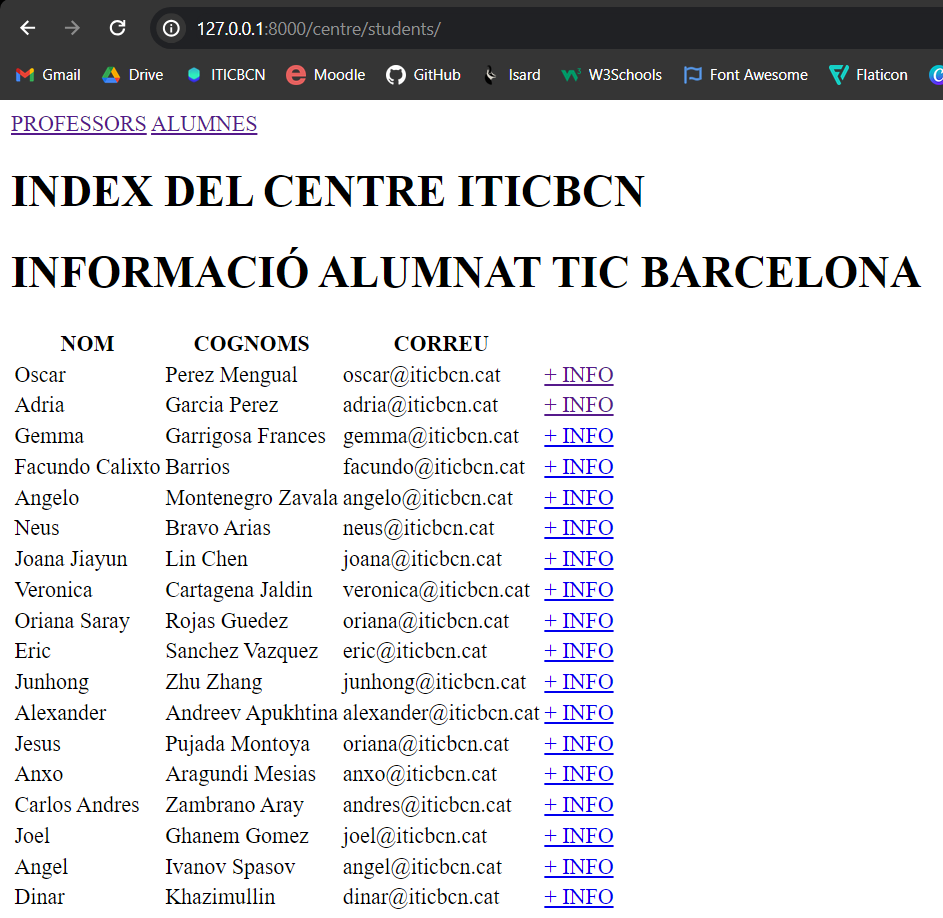 127.0.0.1:8000/centre/students/
Gmail Drive ITICBCN Moodle GitHub Isard W3Schools Font Awesome Flaticon
PROFESSORS ALUMNES
INDEX DEL CENTRE ITICBCN
INFORMACIÓ ALUMNAT TIC BARCELONA
NOM COGNOMS CORREU
Oscar Perez Mengual oscar@iticbcn.cat + INFO
Adria Garcia Perez adria@iticbcn.cat + INFO
Gemma Garrigosa Frances gemma@iticbcn.cat + INFO
Facundo Calixto Barrios facundo@iticbcn.cat + INFO
Angelo Montenegro Zavala angelo@iticbcn.cat + INFO
Neus Bravo Arias neus@iticbcn.cat + INFO
Joana Jiayun Lin Chen joana@iticbcn.cat + INFO
Veronica Cartagena Jaldin veronica@iticbcn.cat + INFO
Oriana Saray Rojas Guedez oriana@iticbcn.cat + INFO
Eric Sanchez Vazquez eric@iticbcn.cat + INFO
Junhong Zhu Zhang junhong@iticbcn.cat + INFO
Alexander Andreev Apukhtina alexander@iticbcn.cat + INFO
Jesus Pujada Montoya oriana@iticbcn.cat + INFO
Anxo Aragundi Mesias anxo@iticbcn.cat + INFO
Carlos Andres Zambrano Aray andres@iticbcn.cat + INFO
Joel Ghanem Gomez joel@iticbcn.cat + INFO
Angel Ivanov Spasov angel@iticbcn.cat + INFO
Dinar Khazimullin dinar@iticbcn.cat + INFO